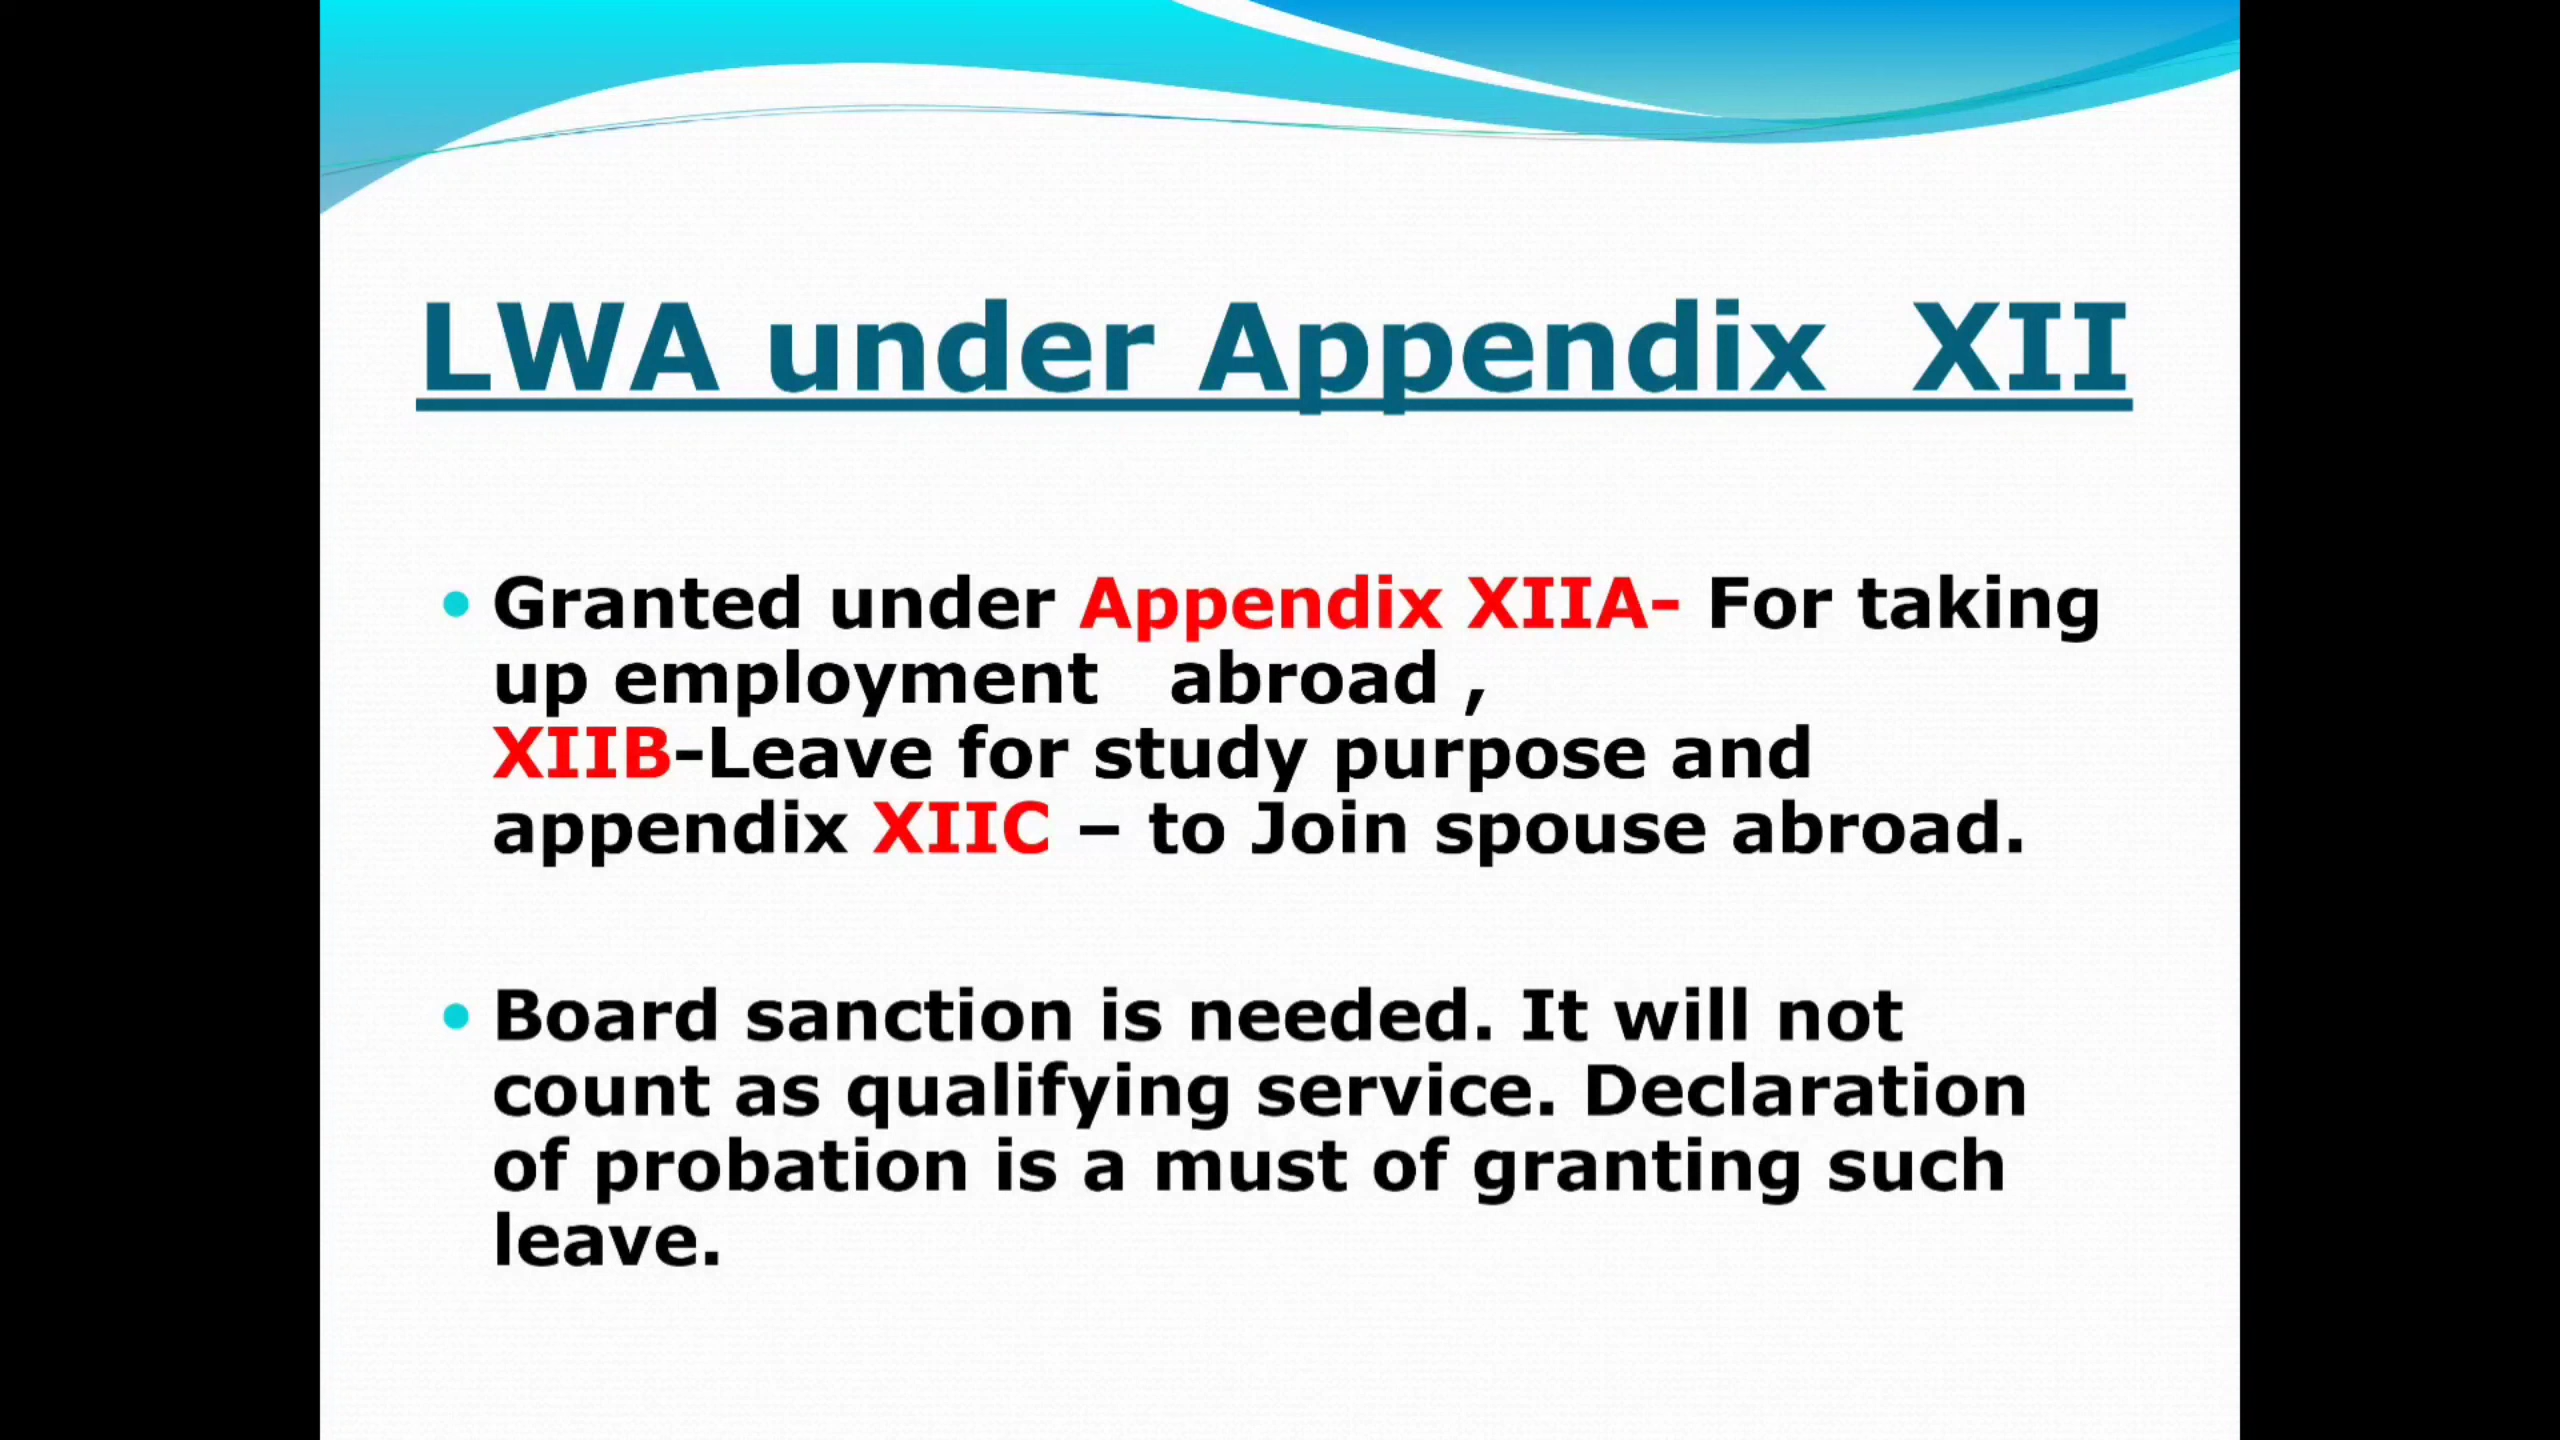 LWA under Appendix  XII
• Granted under Appendix XIIA- For taking
up employment   abroad ,
XIIB-Leave for study purpose and
appendix XIIC – to Join spouse abroad.
• Board sanction is needed. It will not
count as qualifying service. Declaration
of probation is a must of granting such
leave.